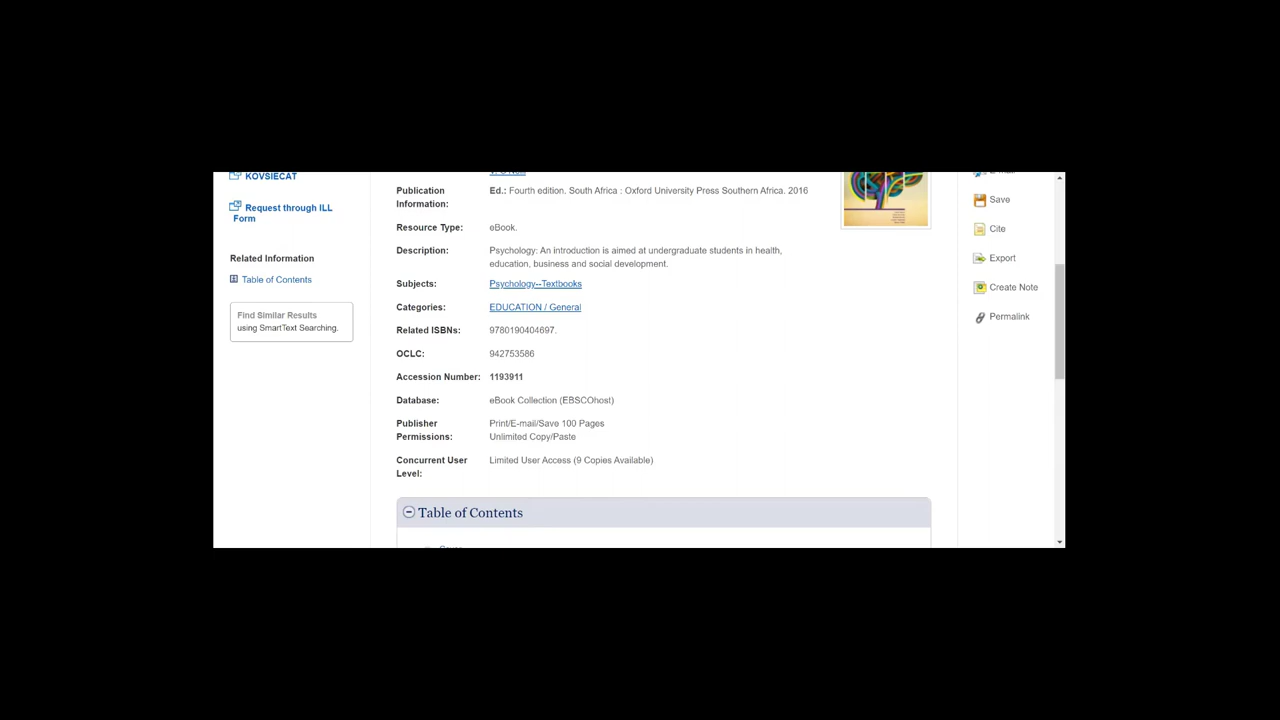 KOVSIECAT
Request through ILL
Form
Related Information
Table of Contents
Find Similar Results
using SmartText Searching.
Publication
Information:
Ed.: Fourth edition. South Africa : Oxford University Press Southern Africa. 2016
Resource Type:
eBook.
Description:
Psychology: An introduction is aimed at undergraduate students in health,
education, business and social development.
Subjects:
Psychology--Textbooks
Categories:
EDUCATION / General
Related ISBNs:
9780190404697.
OCLC:
942753586
Accession Number:
1193911
Database:
eBook Collection (EBSCOhost)
Publisher
Permissions:
Print/E-mail/Save 100 Pages
Unlimited Copy/Paste
Concurrent User
Level:
Limited User Access (9 Copies Available)
Table of Contents
Save
Cite
Export
Create Note
Permalink